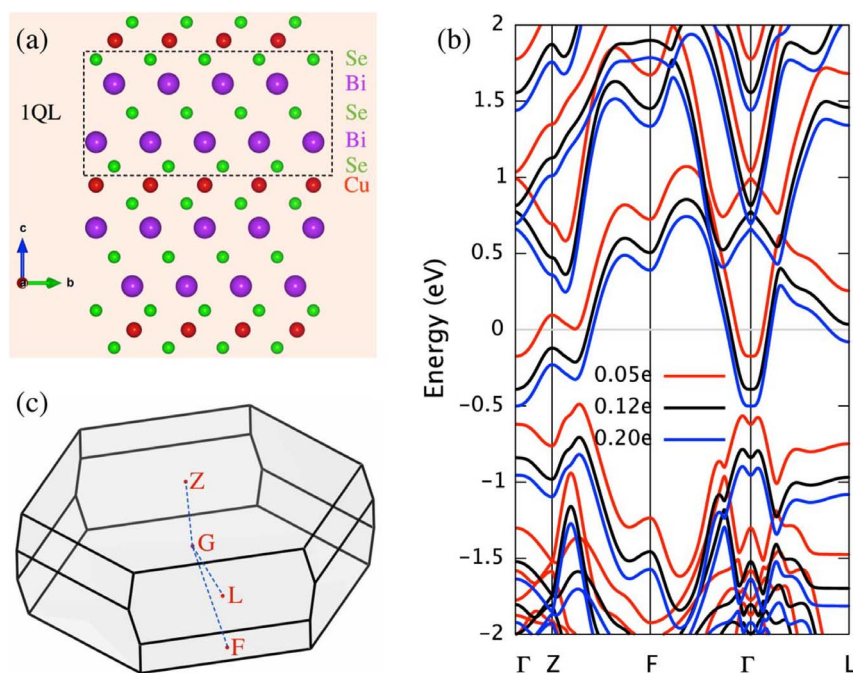 (a)
Se
Bi
Se
Bi
Se
Cu
1QL
c
a
b
(b)
Energy (eV)
2
1.5
1
0.5
0
−0.5
−1
−1.5
−2
0.05e
0.12e
0.20e
Γ Z F Γ L
(c)
Z
G
L
F